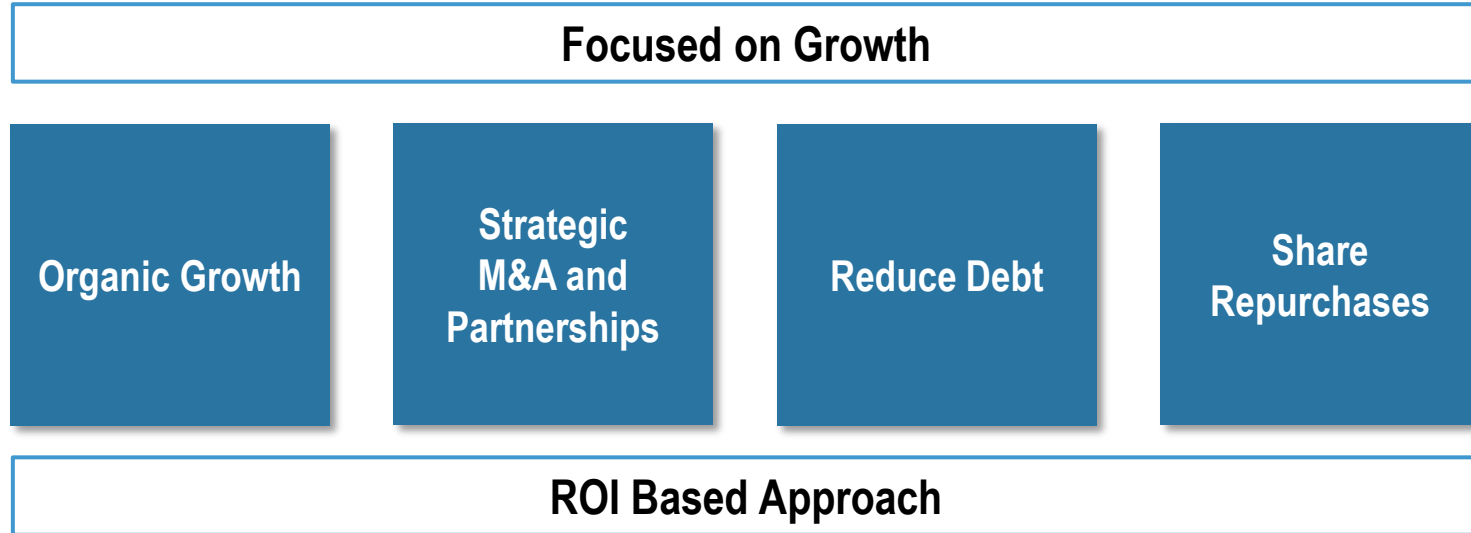 Focused on Growth
Organic Growth
Strategic
M&A and
Partnerships
Reduce Debt
Share
Repurchases
ROI Based Approach